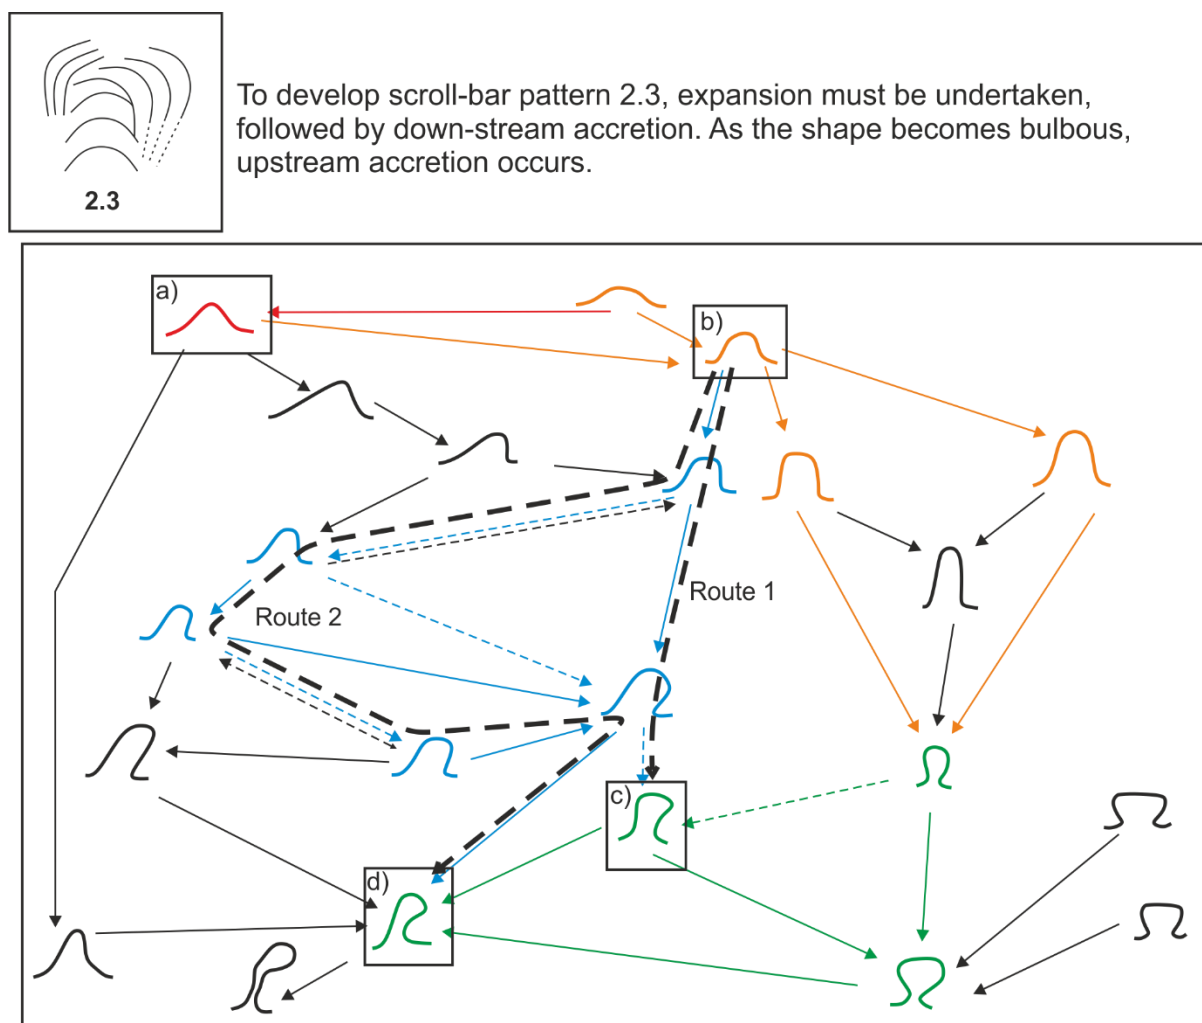 To develop scroll-bar pattern 2.3, expansion must be undertaken,
followed by down-stream accretion. As the shape becomes bulbous,
upstream accretion occurs.
2.3
a)
b)
Route 1
Route 2
c)
d)